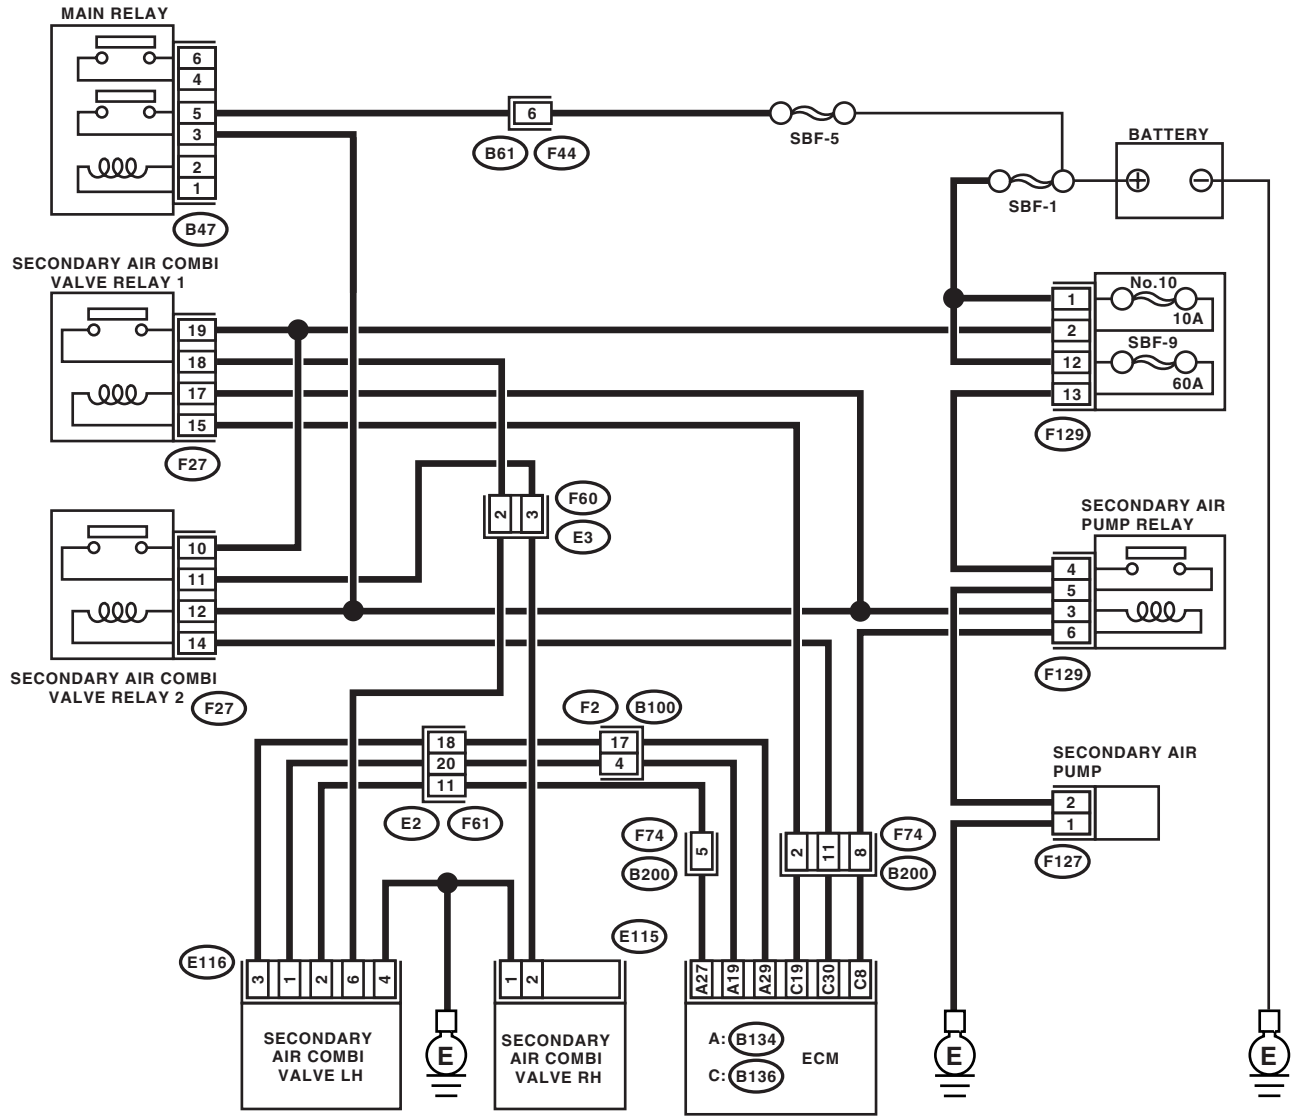 MAIN RELAY
6
4
5
3
2
1
B47
6
B61
F44
SBF-5
BATTERY
SBF-1
SECONDARY AIR COMBI
VALVE RELAY 1
19
18
17
15
F27
No.10
10A
SBF-9
60A
1
2
12
13
F129
2
3
F60
E3
10
11
12
14
SECONDARY AIR COMBI
VALVE RELAY 2
F27
SECONDARY AIR
PUMP RELAY
4
5
3
6
F129
F2
B100
18
20
11
17
4
E2
F61
SECONDARY AIR
PUMP
2
1
F127
F74
5
B200
2
11
8
F74
B200
E116
3
1
2
6
4
SECONDARY
AIR COMBI
VALVE LH
E
E115
1
2
SECONDARY
AIR COMBI
VALVE RH
A27
A19
A29
C19
C30
C8
A: B134
C: B136
ECM
E
E